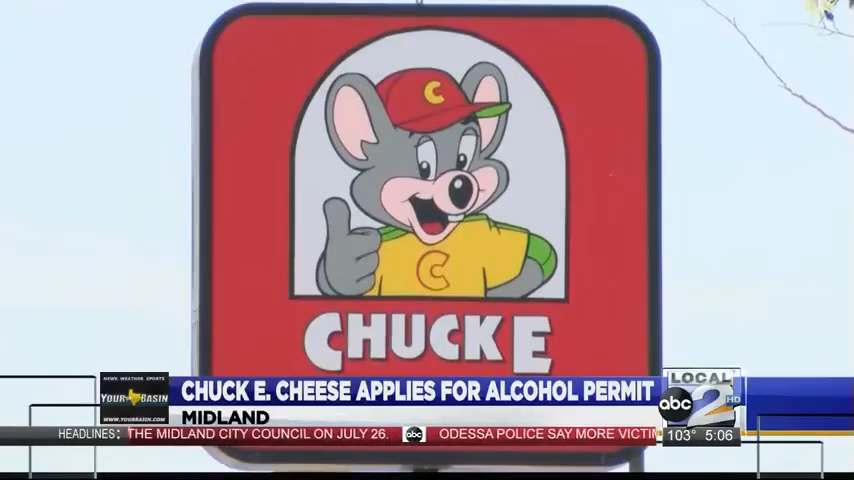 C
C
CHUCK E
CHUCK E. CHEESE APPLIES FOR ALCOHOL PERMIT
MIDLAND
NEWS. WEATHER. SPORTS.
YOUR BASIN
WWW.YOURBASIN.COM
LOCAL
abc 2 HD
103° 5:06
HEADLINES: THE MIDLAND CITY COUNCIL ON JULY 26. abc ODESSA POLICE SAY MORE VICTIM